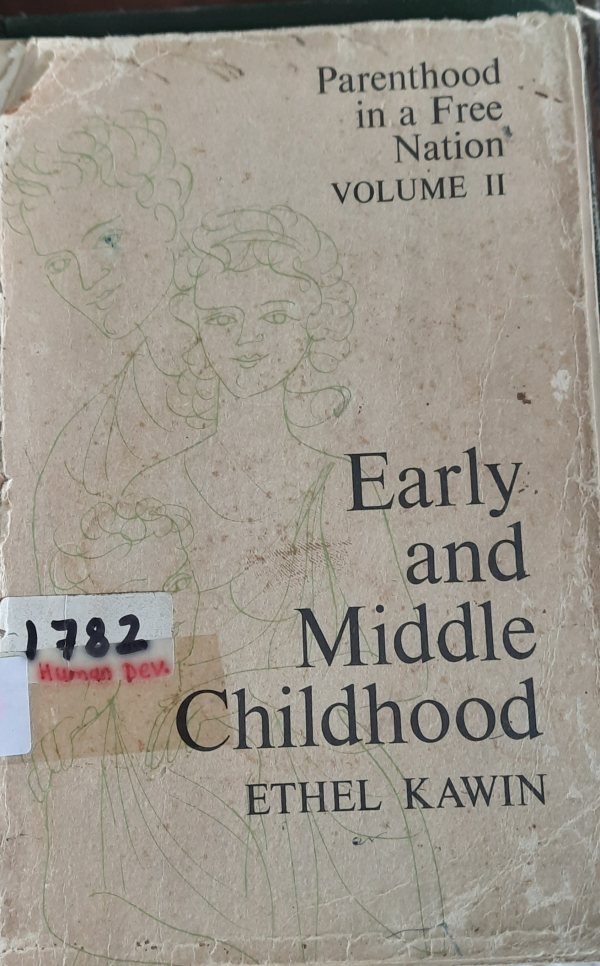 Parenthood
in a Free
Nation
VOLUME II
Early
and
Middle
Childhood
ETHEL KAWIN
1782
Human Dev.